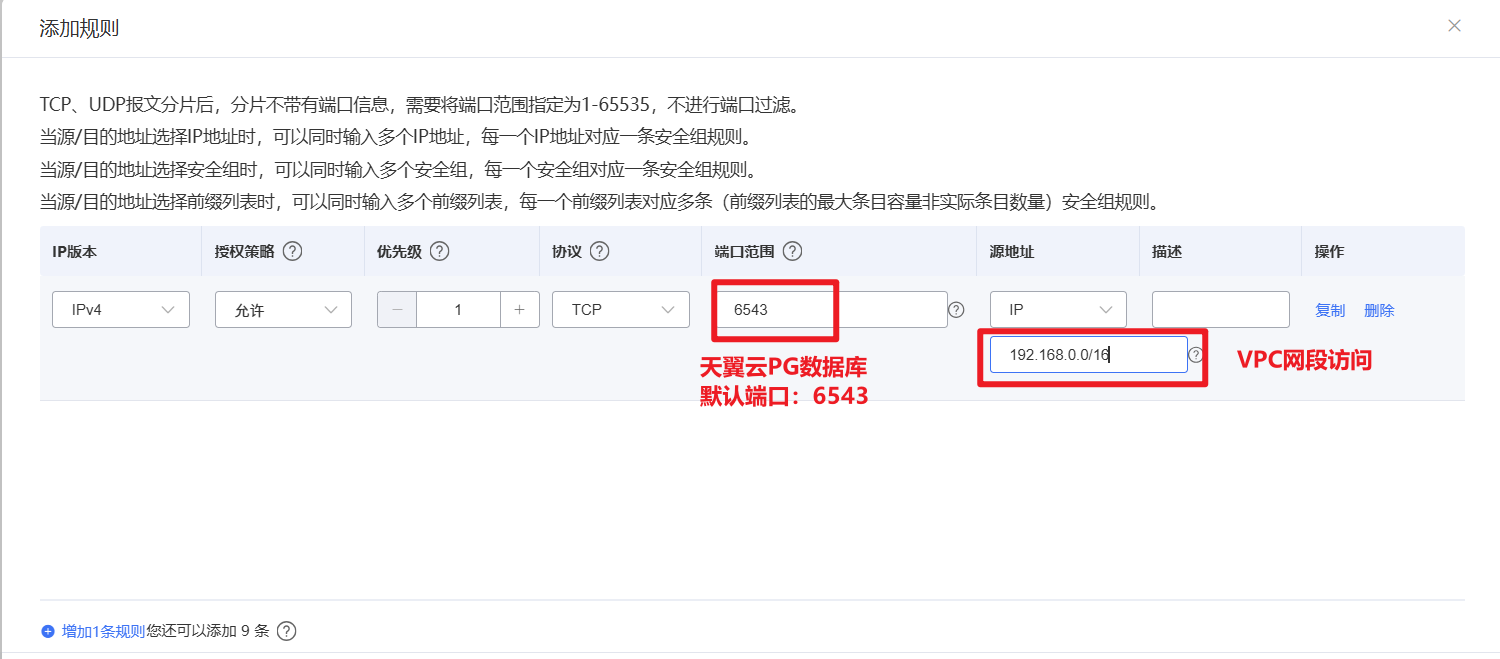 添加规则
TCP、UDP报文分片后，分片不带有端口信息，需要将端口范围指定为1-65535，不进行端口过滤。
当源/目的地址选择IP地址时，可以同时输入多个IP地址，每一个IP地址对应一条安全组规则。
当源/目的地址选择安全组时，可以同时输入多个安全组，每一个安全组对应一条安全组规则。
当源/目的地址选择前缀列表时，可以同时输入多个前缀列表，每一个前缀列表对应多条（前缀列表的最大条目容量非实际条目数量）安全组规则。
IP版本 授权策略 ? 优先级 ? 协议 ? 端口范围 ? 源地址 描述 操作
IPv4 允许 − 1 + TCP 6543 ? IP 复制 删除
192.168.0.0/16 ? VPC网段访问
天翼云PG数据库
默认端口：6543
增加1条规则您还可以添加 9 条 ?